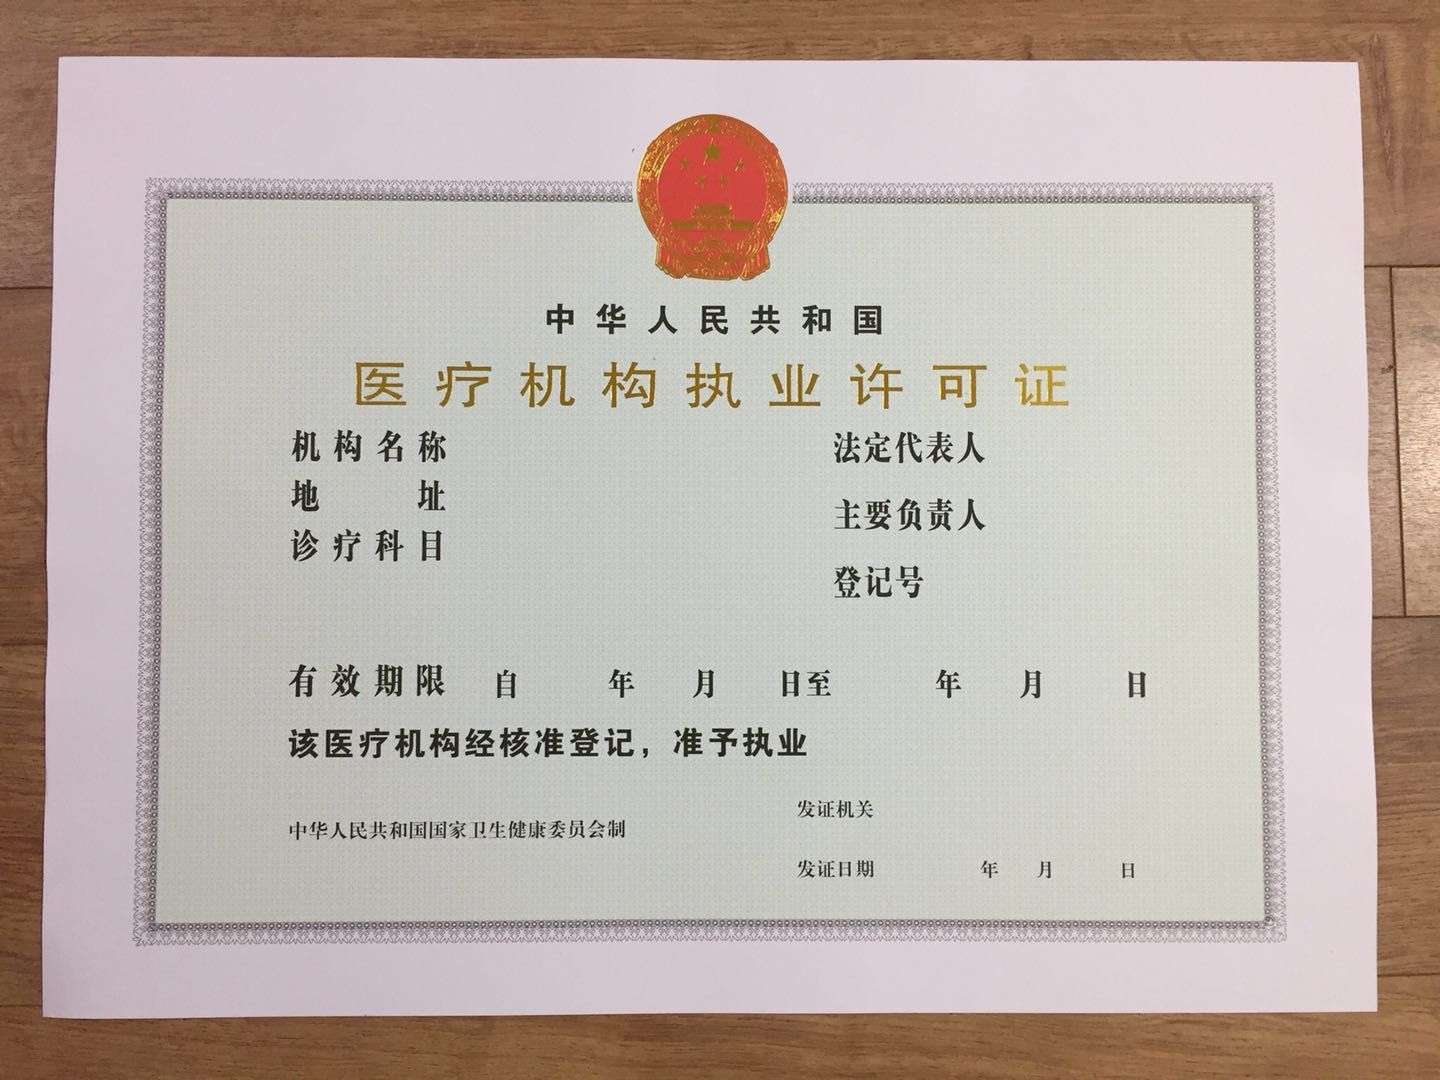 中华人民共和国
医疗机构执业许可证
机构名称
地址
诊疗科目
法定代表人
主要负责人
登记号
有效期限 自 年 月 日至 年 月 日
该医疗机构经核准登记，准予执业
中华人民共和国国家卫生健康委员会制
发证机关
发证日期 年 月 日